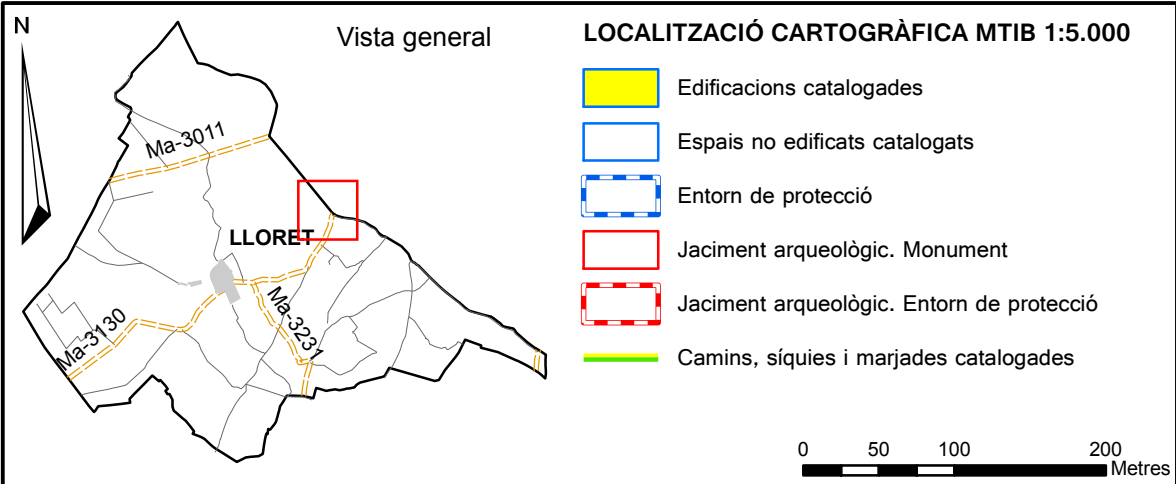 N
Vista general
Ma-3011
LLORET
Ma-3130
Ma-3231
LOCALITZACIÓ CARTOGRÀFICA MTIB 1:5.000
Edificacions catalogades
Espais no edificats catalogats
Entorn de protecció
Jaciment arqueològic. Monument
Jaciment arqueològic. Entorn de protecció
Camins, síquies i marjades catalogades
0 50 100 200
Metres